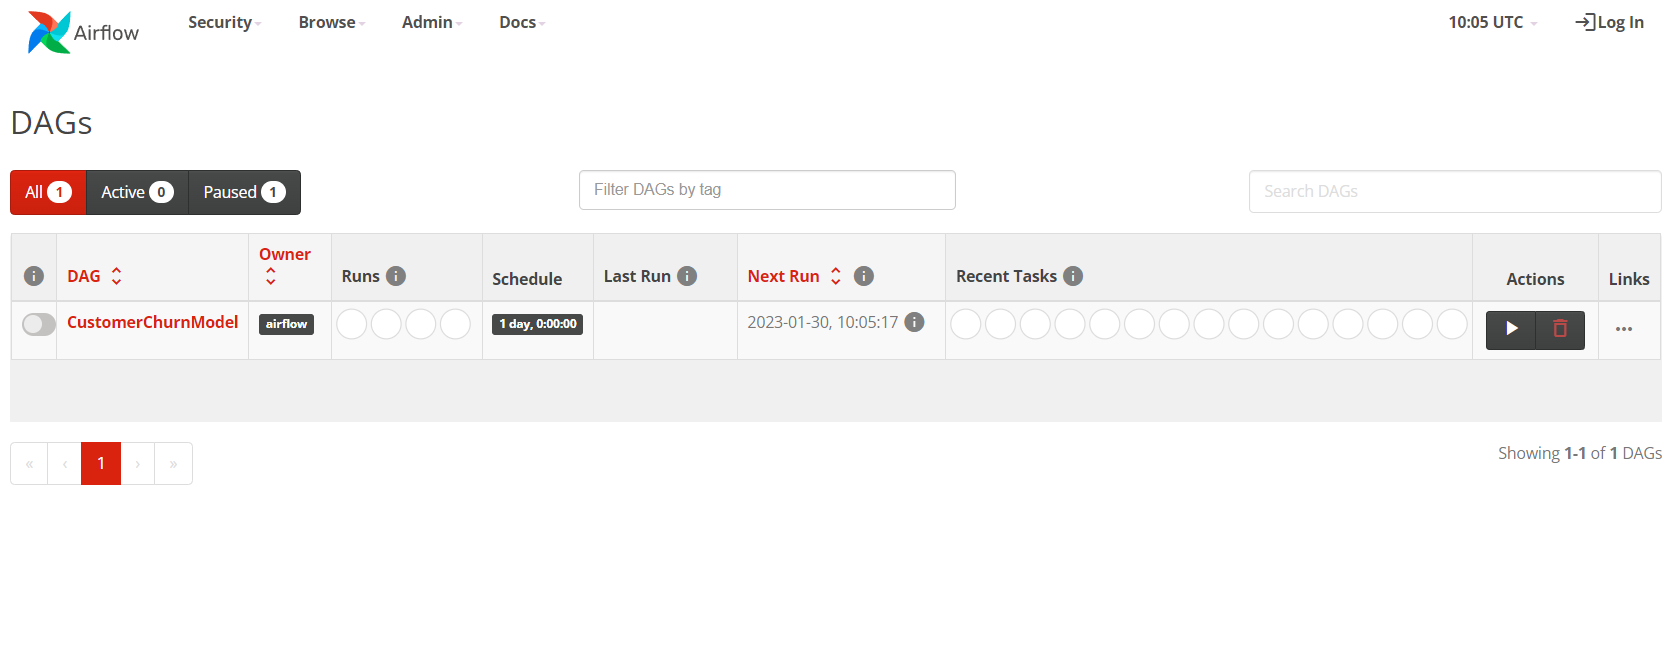 Airflow Security Browse Admin Docs 10:05 UTC Log In
DAGs
All 1 Active 0 Paused 1 Filter DAGs by tag Search DAGs
DAG Owner Runs Schedule Last Run Next Run Recent Tasks Actions Links
CustomerChurnModel airflow 1 day, 0:00:00 2023-01-30, 10:05:17
« ‹ 1 › » Showing 1-1 of 1 DAGs